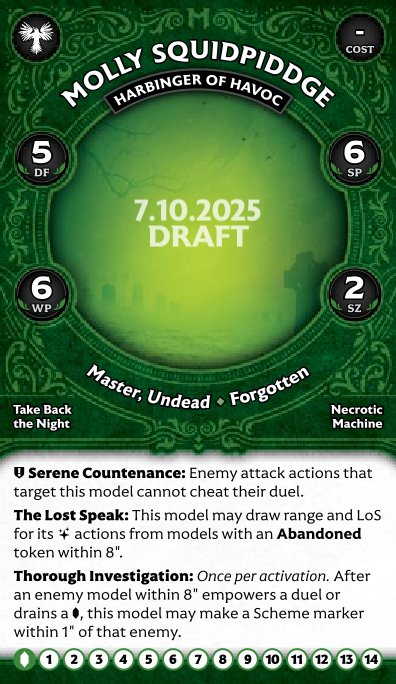 -
COST
MOLLY SQUIDPIDDGE
HARBINGER OF HAVOC
5
DF
6
SP
7.10.2025
DRAFT
6
WP
2
SZ
Master, Undead ◆ Forgotten
Take Back
the Night
Necrotic
Machine
Serene Countenance: Enemy attack actions that
target this model cannot cheat their duel.
The Lost Speak: This model may draw range and LoS
for its actions from models with an Abandoned
token within 8".
Thorough Investigation: Once per activation. After
an enemy model within 8" empowers a duel or
drains a , this model may make a Scheme marker
within 1" of that enemy.
1 2 3 4 5 6 7 8 9 10 11 12 13 14